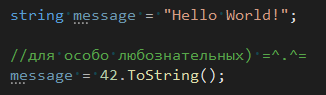 string message = "Hello World!";
//для особо любознательных) =^.^=
message = 42.ToString();